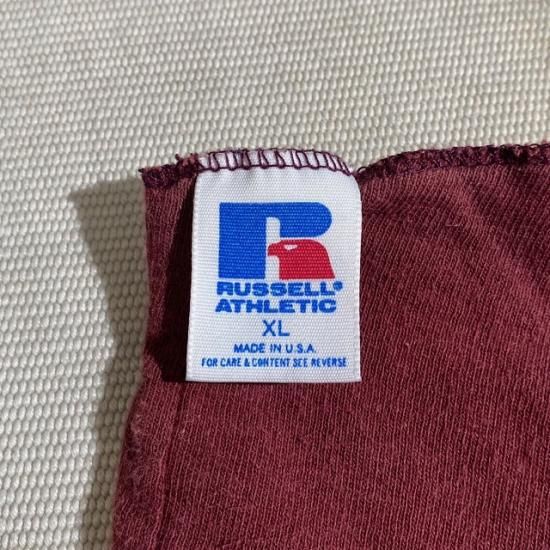 R
RUSSELL®
ATHLETIC
XL
MADE IN U.S.A.
FOR CARE & CONTENT SEE REVERSE